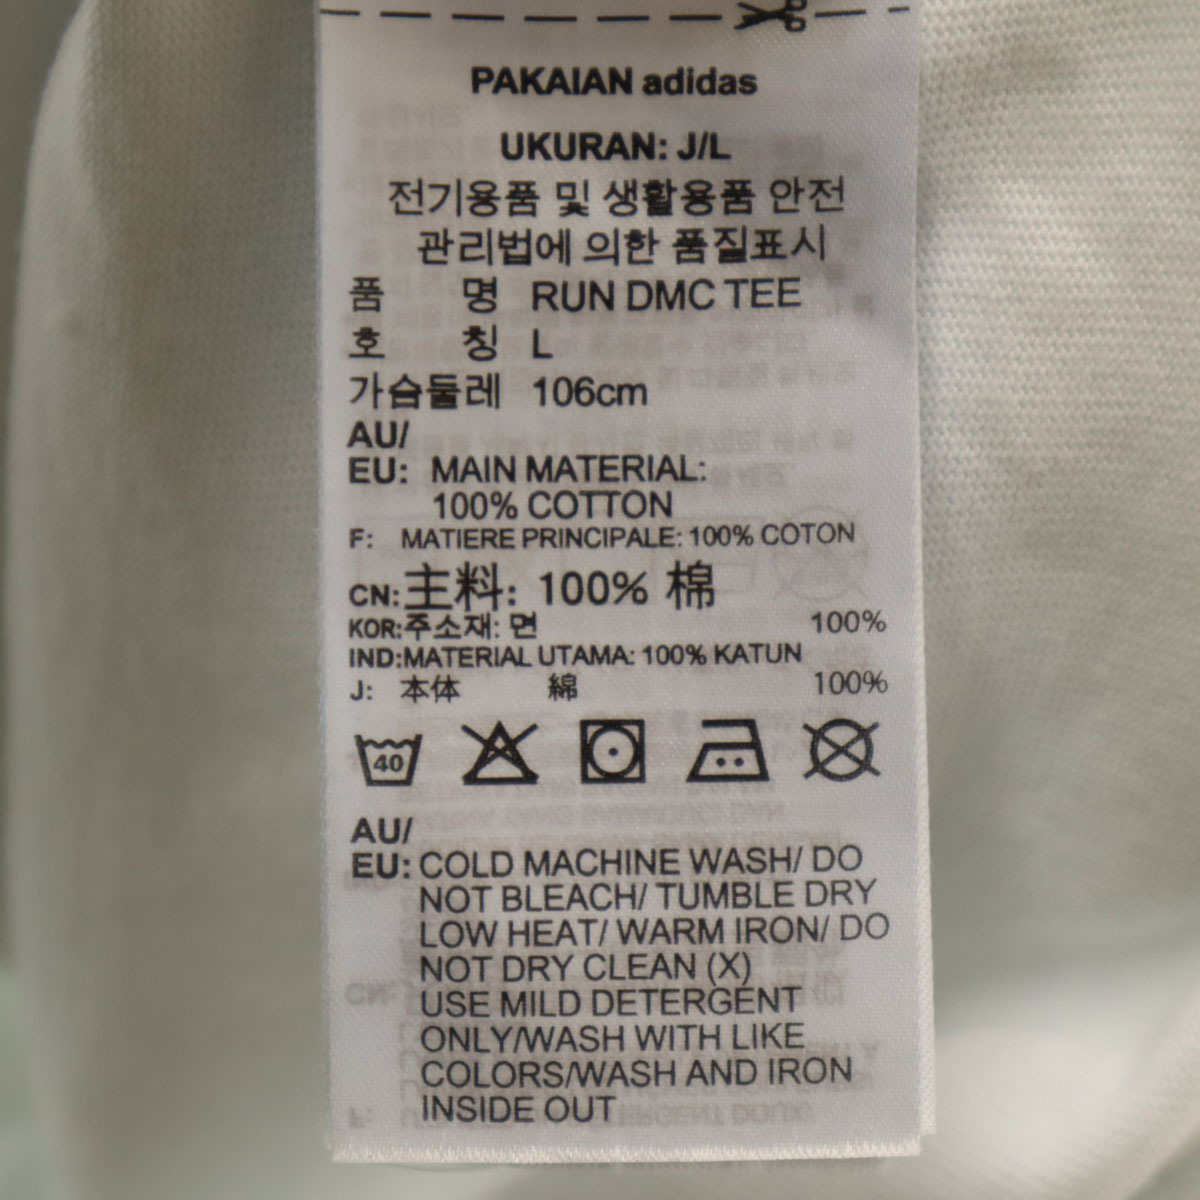 PAKAIAN adidas
UKURAN: J/L
전기용품 및 생활용품 안전
관리법에 의한 품질표시
품 명 RUN DMC TEE
호 칭 L
가슴둘레 106cm
AU/
EU: MAIN MATERIAL:
100% COTTON
F: MATIERE PRINCIPALE: 100% COTON
CN: 主料: 100% 棉
KOR: 주소재: 면 100%
IND: MATERIAL UTAMA: 100% KATUN
J: 本体 綿 100%
40
AU/
EU: COLD MACHINE WASH/ DO
NOT BLEACH/ TUMBLE DRY
LOW HEAT/ WARM IRON/ DO
NOT DRY CLEAN (X)
USE MILD DETERGENT
ONLY/WASH WITH LIKE
COLORS/WASH AND IRON
INSIDE OUT